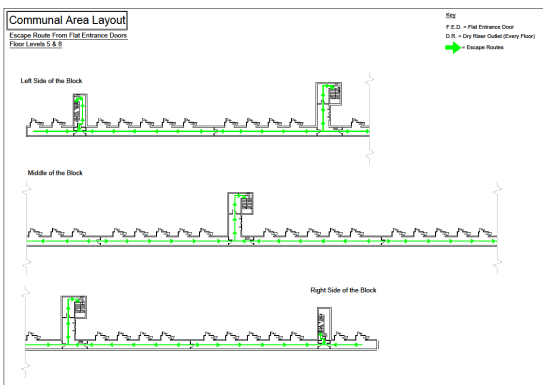 Communal Area Layout
Escape Route From Flat Entrance Doors
Floor Levels 5 & 8
Key
F.E.D. = Flat Entrance Door
D.R. = Dry Riser Outlet (Every Floor)
= Escape Routes
Left Side of the Block
Middle of the Block
Right Side of the Block